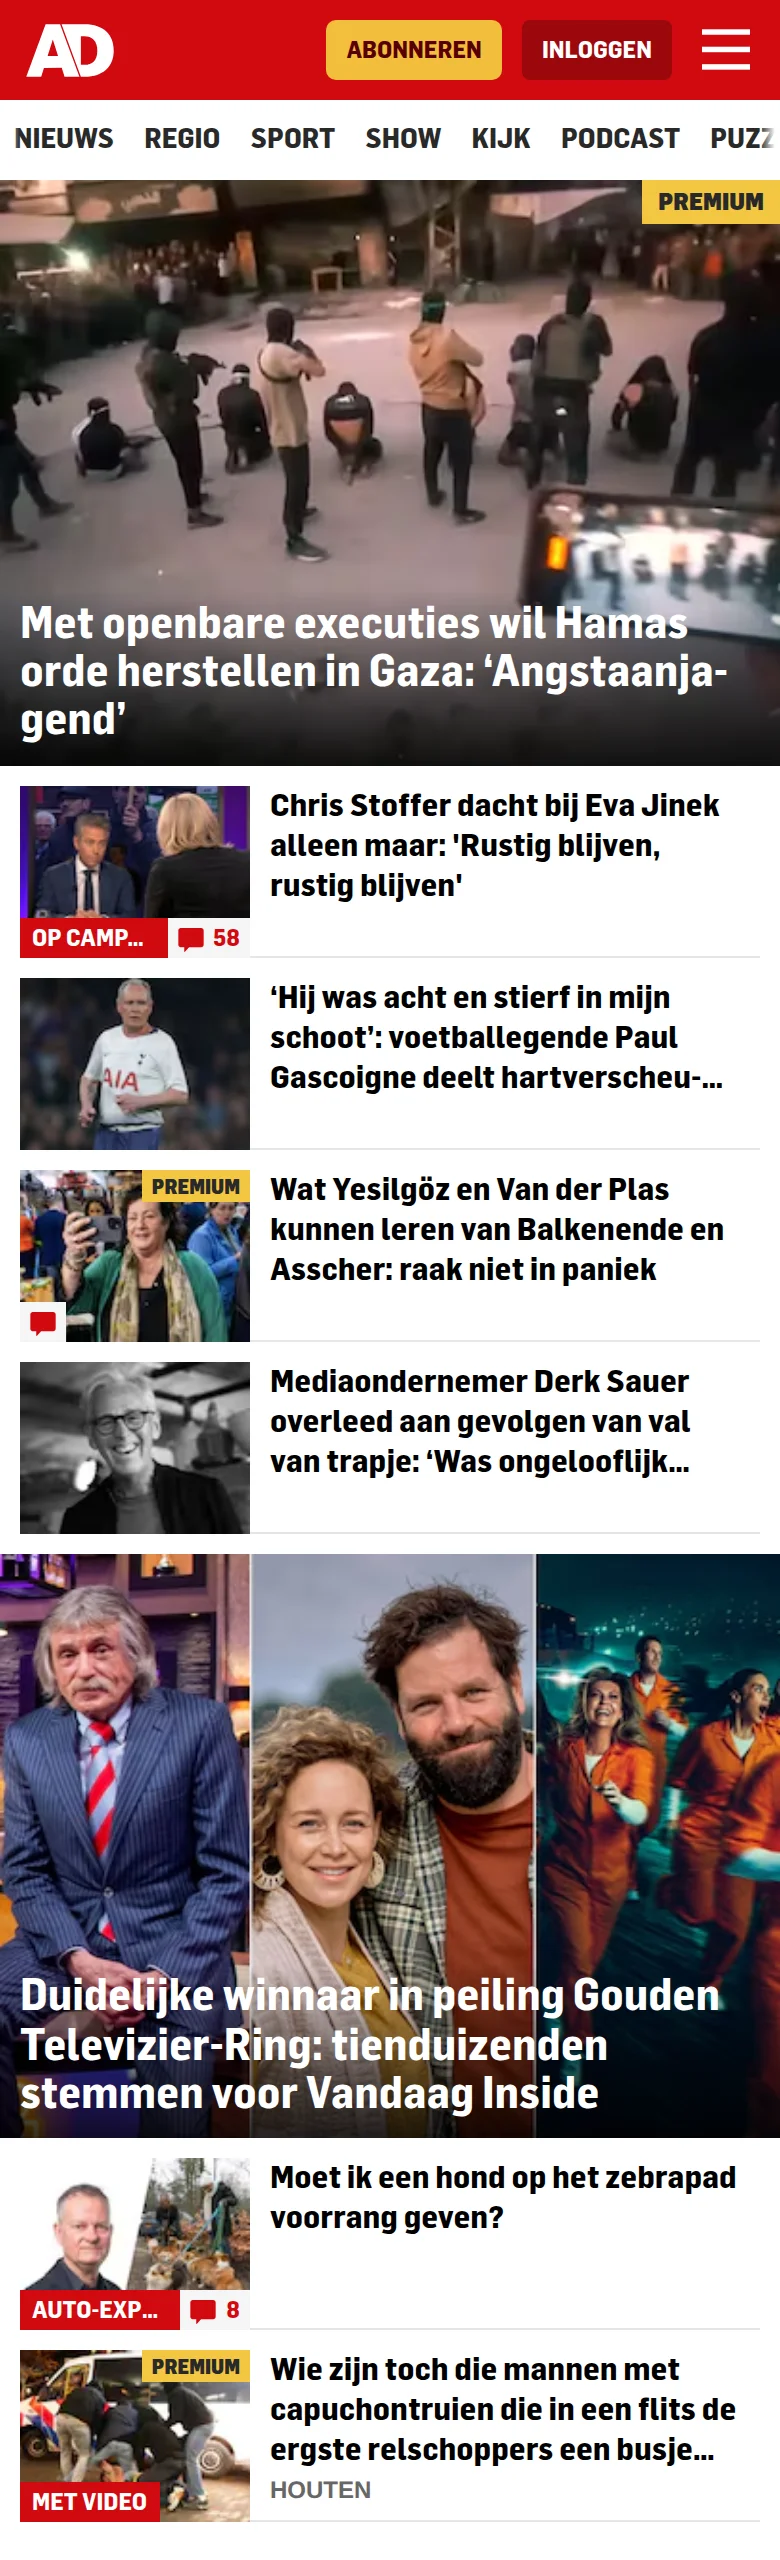 AD
ABONNEREN
INLOGGEN
NIEUWS REGIO SPORT SHOW KIJK PODCAST PUZZ
PREMIUM
Met openbare executies wil Hamas
orde herstellen in Gaza: ‘Angstaanja-
gend’
Chris Stoffer dacht bij Eva Jinek
alleen maar: 'Rustig blijven,
rustig blijven'
OP CAMP...
58
‘Hij was acht en stierf in mijn
schoot’: voetballegende Paul
Gascoigne deelt hartverscheu-...
AIA
PREMIUM
Wat Yesilgöz en Van der Plas
kunnen leren van Balkenende en
Asscher: raak niet in paniek
Mediaondernemer Derk Sauer
overleed aan gevolgen van val
van trapje: ‘Was ongelooflijk...
Duidelijke winnaar in peiling Gouden
Televizier-Ring: tienduizenden
stemmen voor Vandaag Inside
Moet ik een hond op het zebrapad
voorrang geven?
AUTO-EXP...
8
PREMIUM
Wie zijn toch die mannen met
capuchontruien die in een flits de
ergste relschoppers een busje...
HOUTEN
MET VIDEO